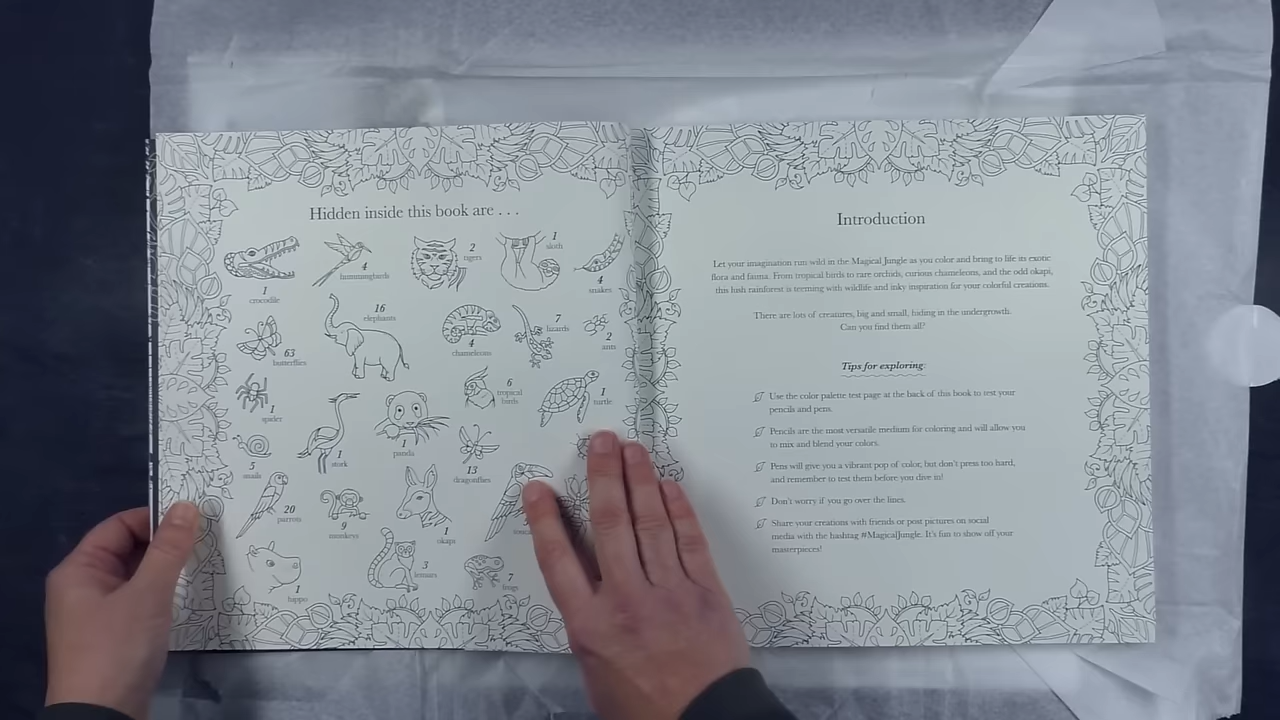 Hidden inside this book are . . .
1
crocodile
4
hummingbirds
2
tigers
1
sloth
4
snakes
63
butterflies
16
elephants
4
chameleons
7
lizards
2
ants
1
spider
1
stork
1
panda
6
tropical
birds
1
turtle
5
snails
13
dragonflies
20
parrots
9
monkeys
1
okapi
1
hippo
3
lemurs
7
frogs
Introduction
Let your imagination run wild in the Magical Jungle as you color and bring to life its exotic
flora and fauna. From tropical birds to rare orchids, curious chameleons, and the odd okapi,
this lush rainforest is teeming with wildlife and inky inspiration for your colorful creations.
There are lots of creatures, big and small, hiding in the undergrowth.
Can you find them all?
Tips for exploring:
Use the color palette test page at the back of this book to test your
pencils and pens.
Pencils are the most versatile medium for coloring and will allow you
to mix and blend your colors.
Pens will give you a vibrant pop of color, but don't press too hard,
and remember to test them before you dive in!
Don't worry if you go over the lines.
Share your creations with friends or post pictures on social
media with the hashtag #MagicalJungle. It's fun to show off your
masterpieces!